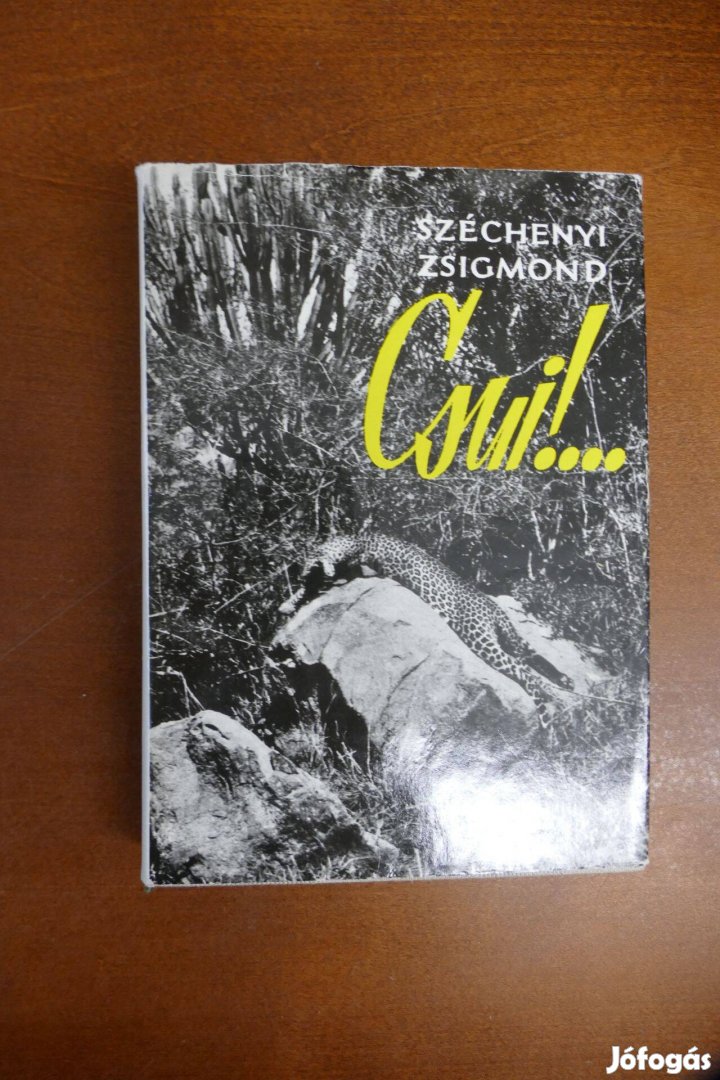 SZÉCHENYI
ZSIGMOND
Csui!....
Jófogás